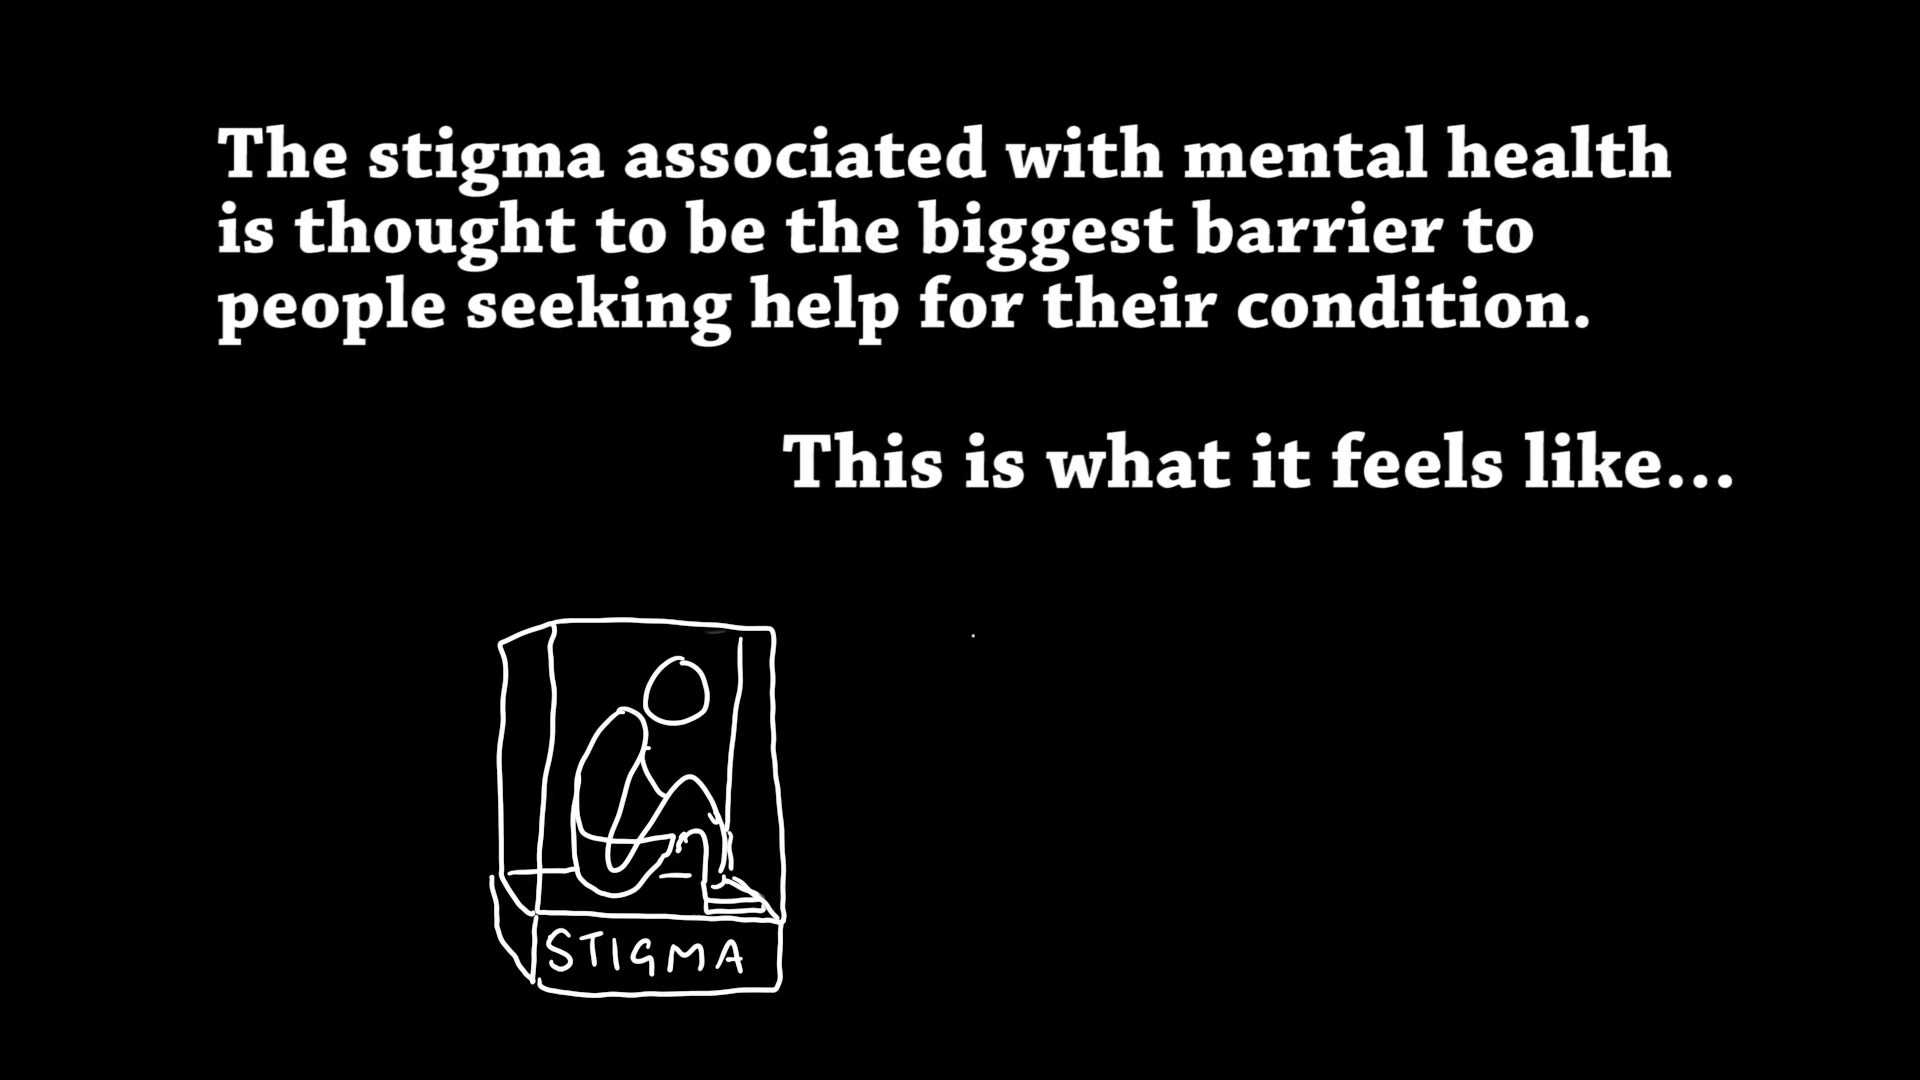 The stigma associated with mental health
is thought to be the biggest barrier to
people seeking help for their condition.
This is what it feels like...
STIGMA